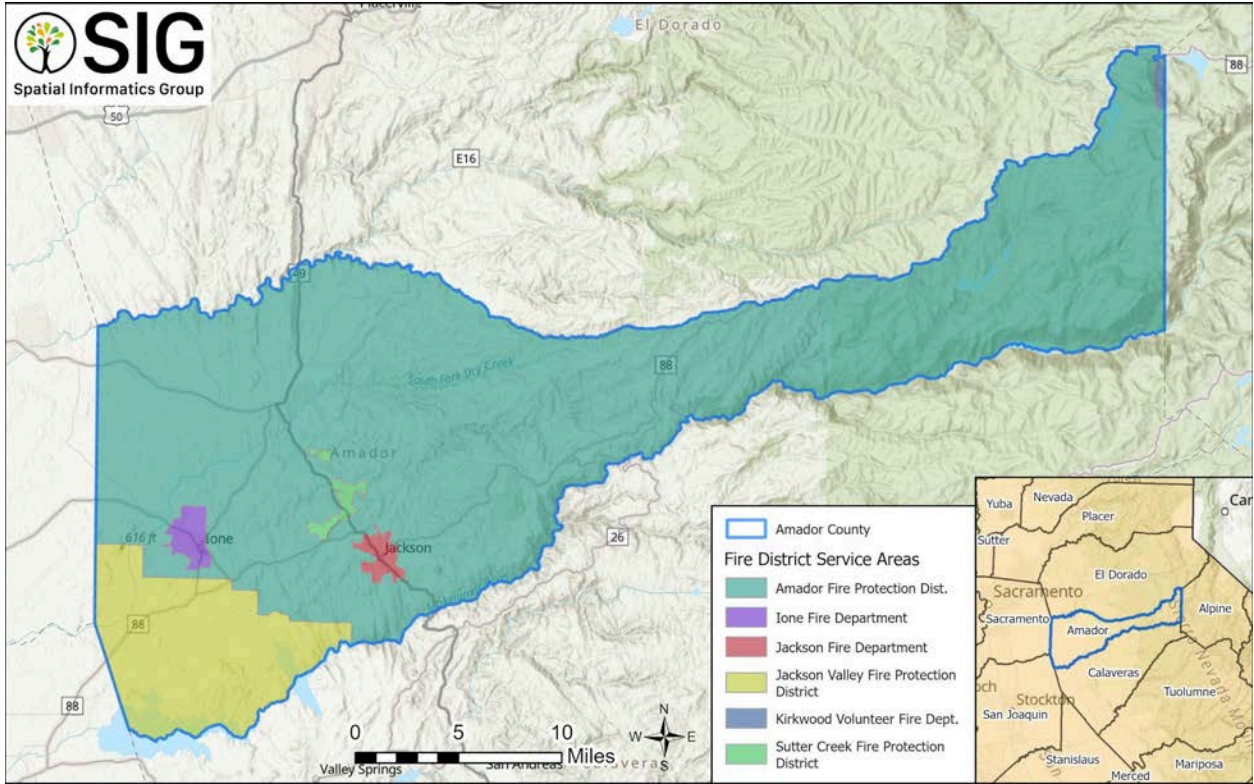 Placerville
El Dorado
SIG
Spatial Informatics Group
88
50
E16
49
88
South Fork Dry Creek
Amador
616 ft
Ione
Jackson
26
88
88
0 5 10
Miles
N
W E
S
Valley Springs
San Andreas
Calaveras
Amador County
Fire District Service Areas
Amador Fire Protection Dist.
Ione Fire Department
Jackson Fire Department
Jackson Valley Fire Protection
District
Kirkwood Volunteer Fire Dept.
Sutter Creek Fire Protection
District
Yuba
Nevada
Placer
Sutter
El Dorado
Sacramento
Sacramento
Amador
Alpine
Calaveras
Stockton
San Joaquin
Tuolumne
Stanislaus
Merced
Mariposa